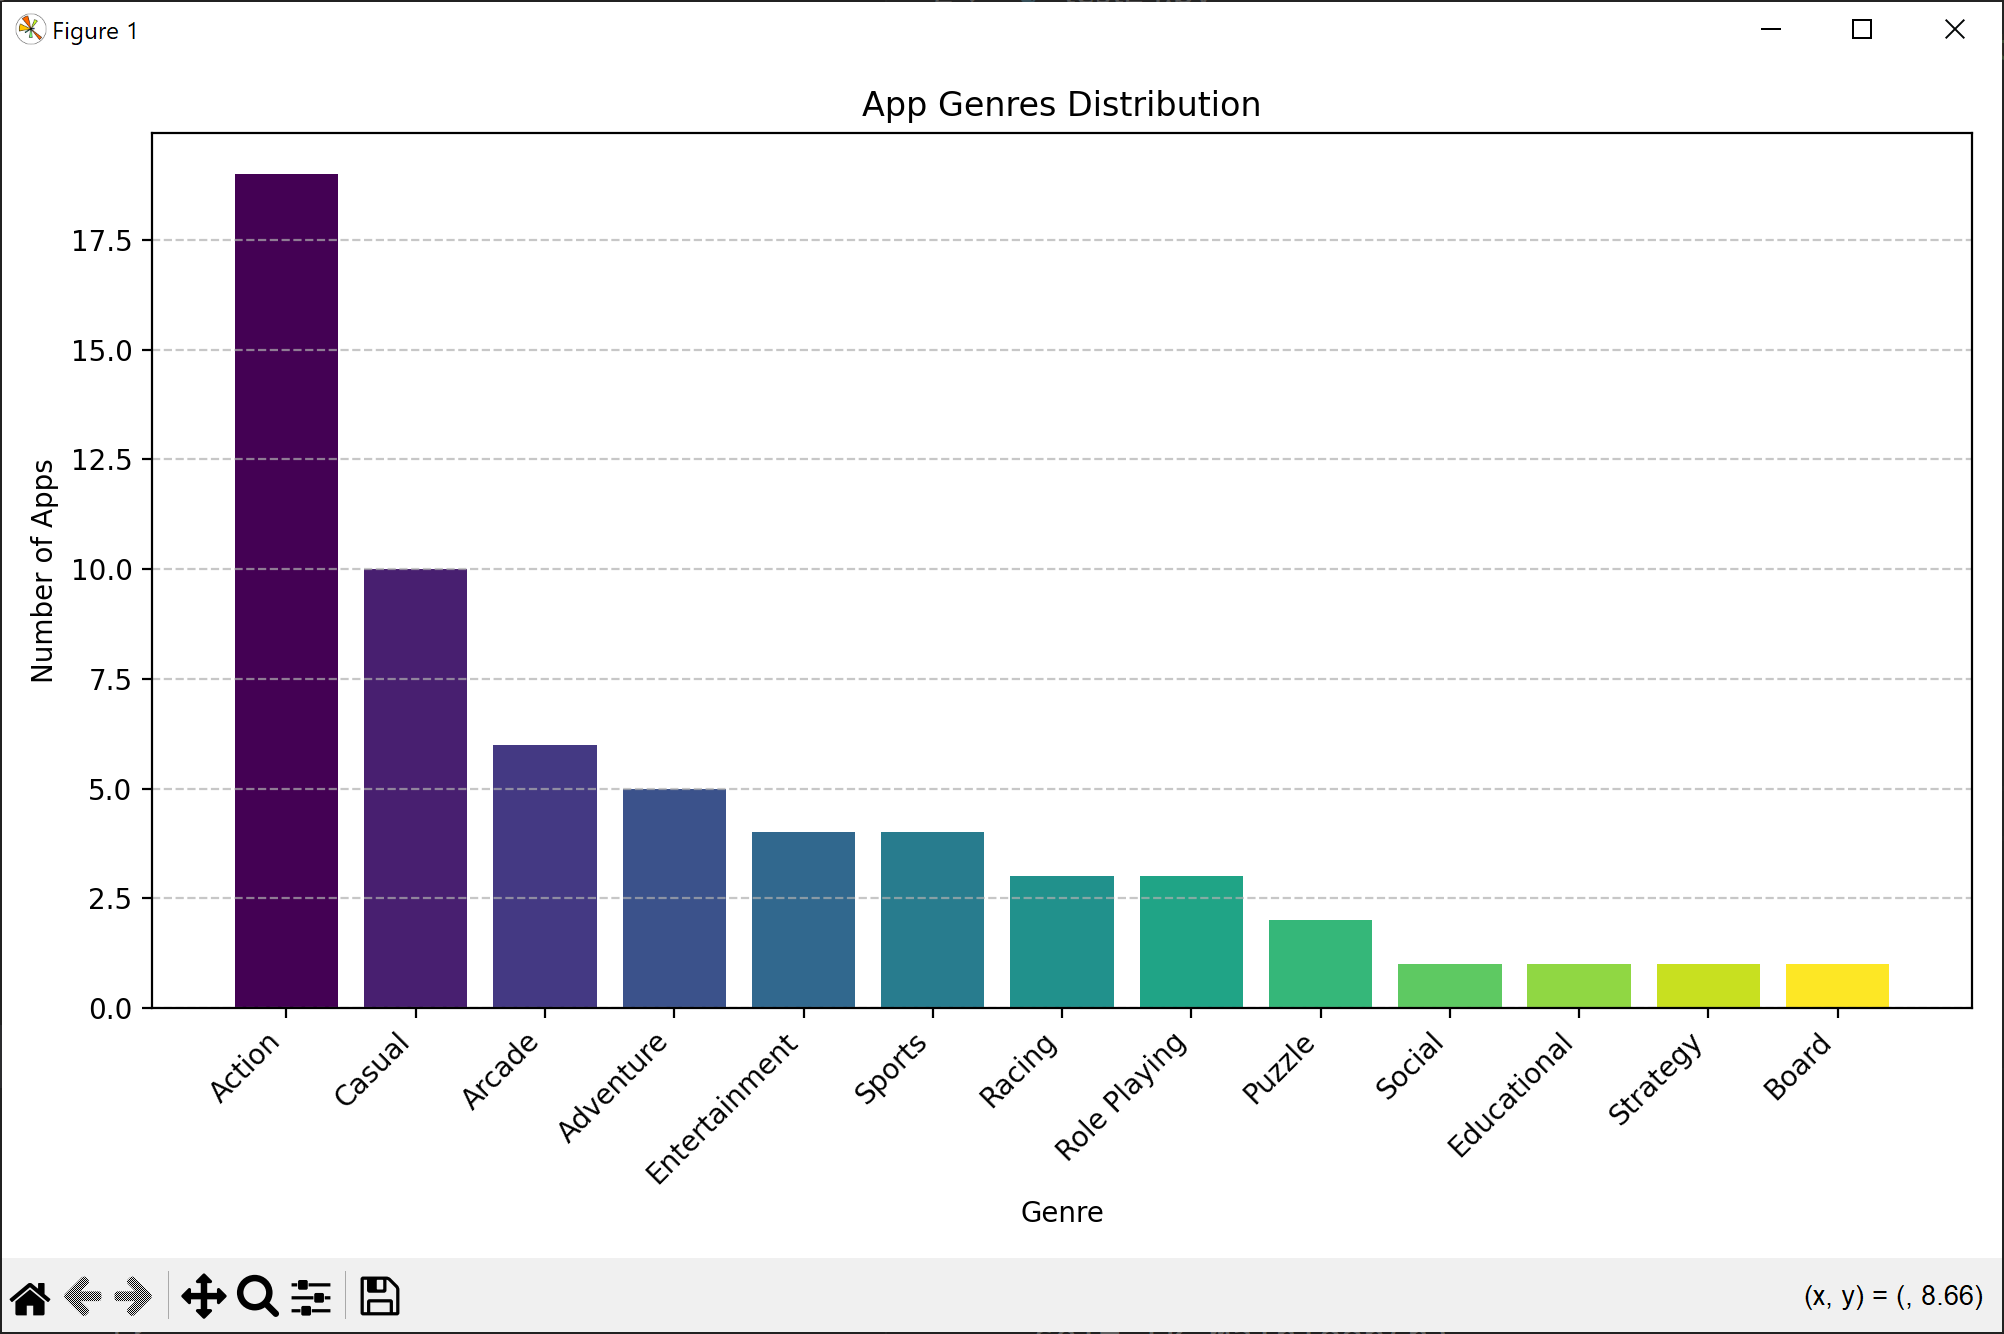 Figure 1
App Genres Distribution
17.5
15.0
12.5
10.0
7.5
5.0
2.5
0.0
Number of Apps
Action
Casual
Arcade
Adventure
Entertainment
Sports
Racing
Role Playing
Puzzle
Social
Educational
Strategy
Board
Genre
(x, y) = (, 8.66)